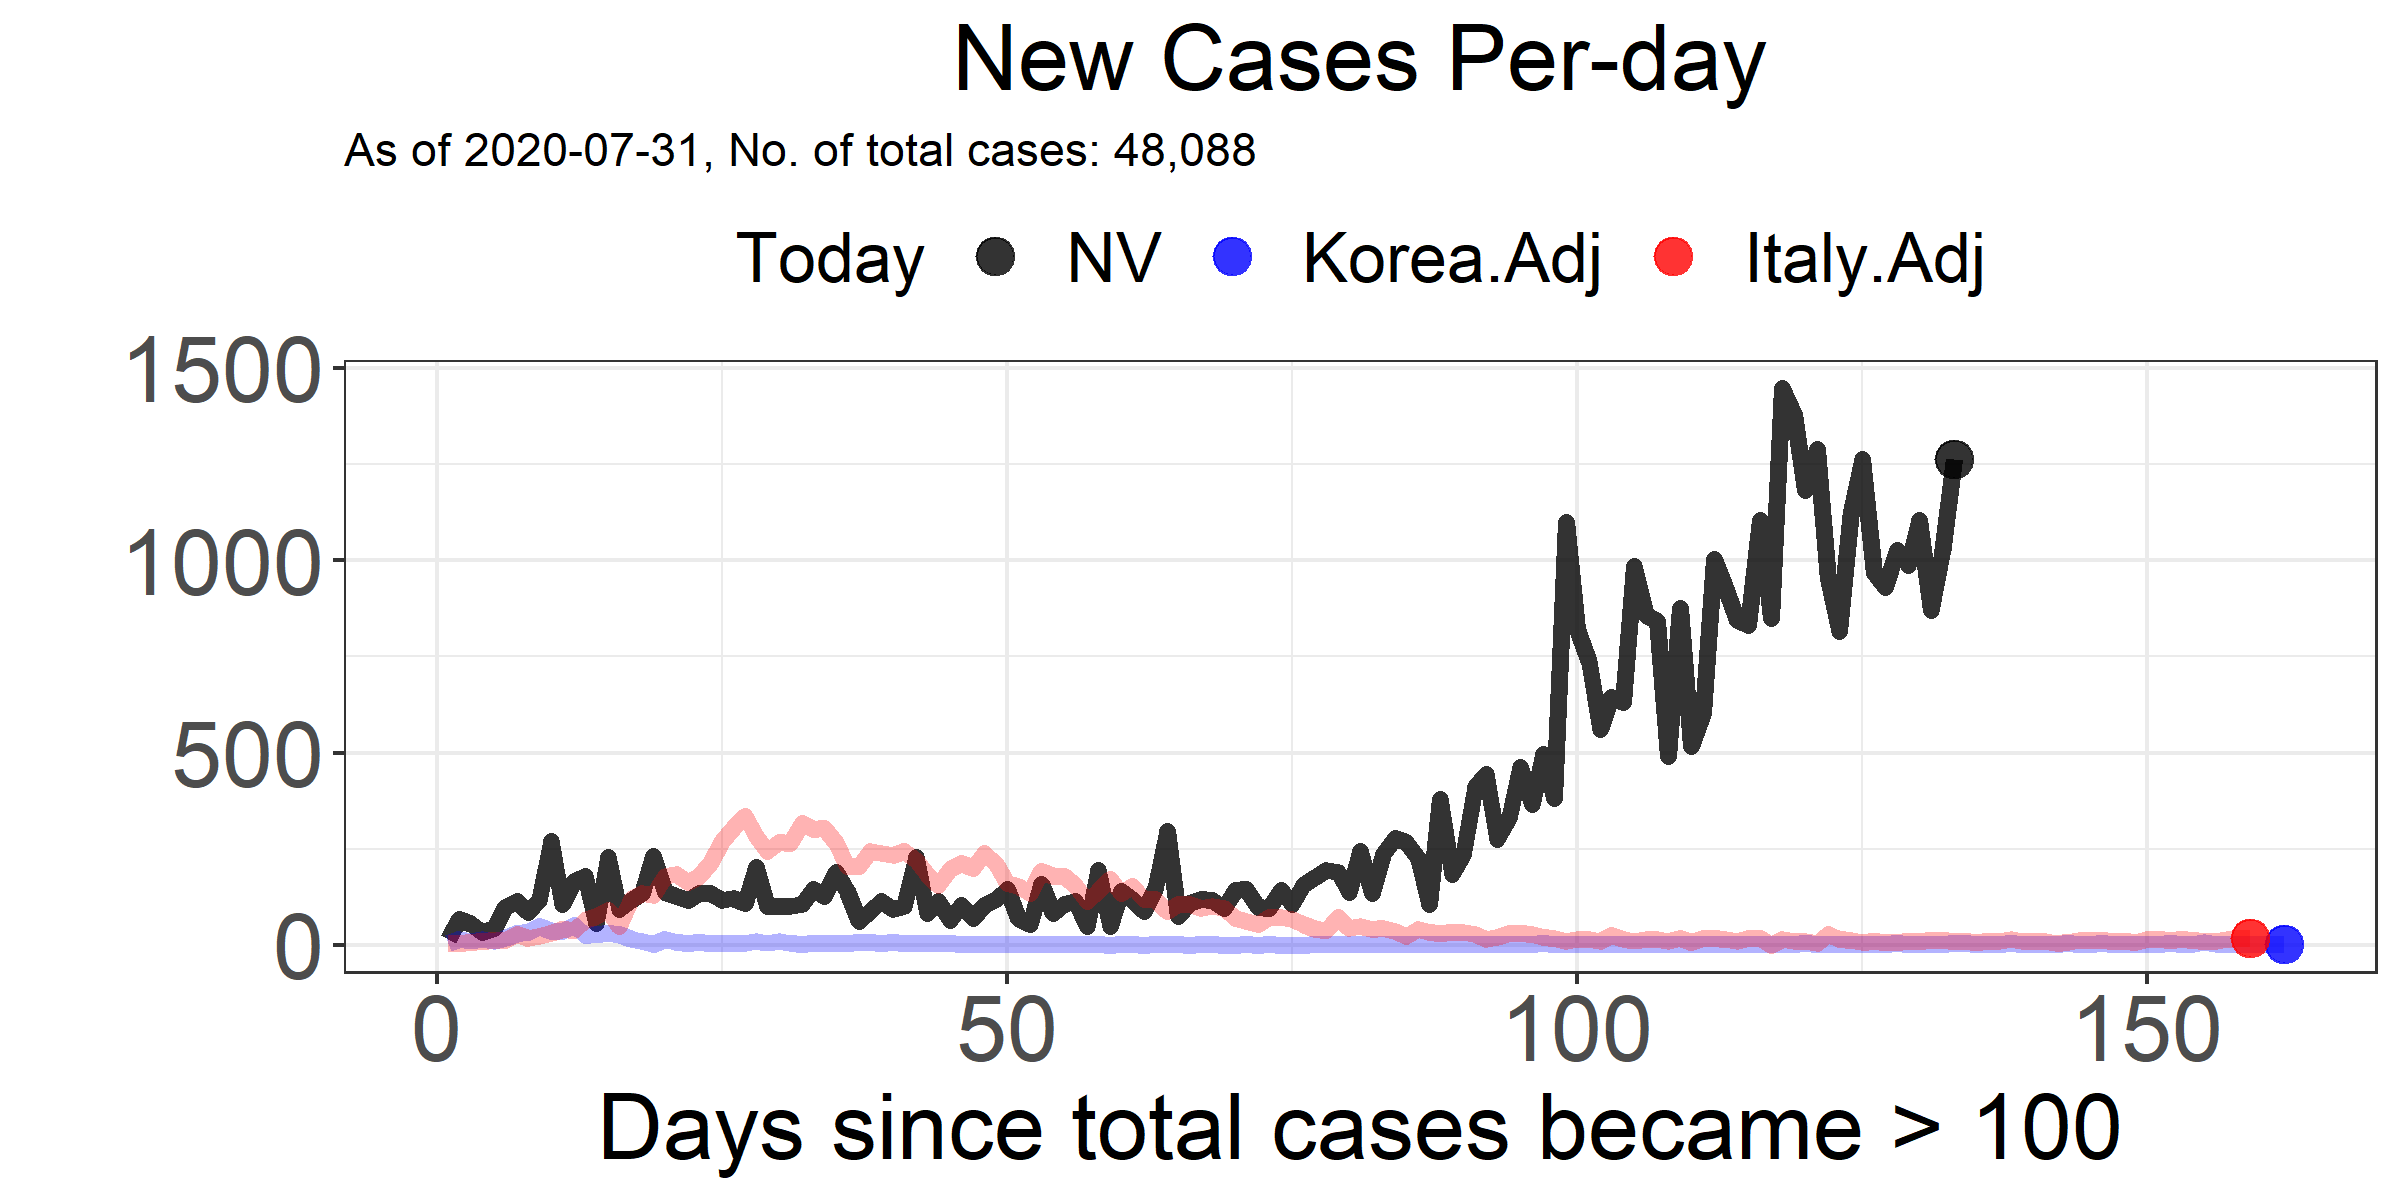 New Cases Per-day
As of 2020-07-31, No. of total cases: 48,088
Today NV Korea.Adj Italy.Adj
1500
1000
500
0
0 50 100 150
Days since total cases became > 100